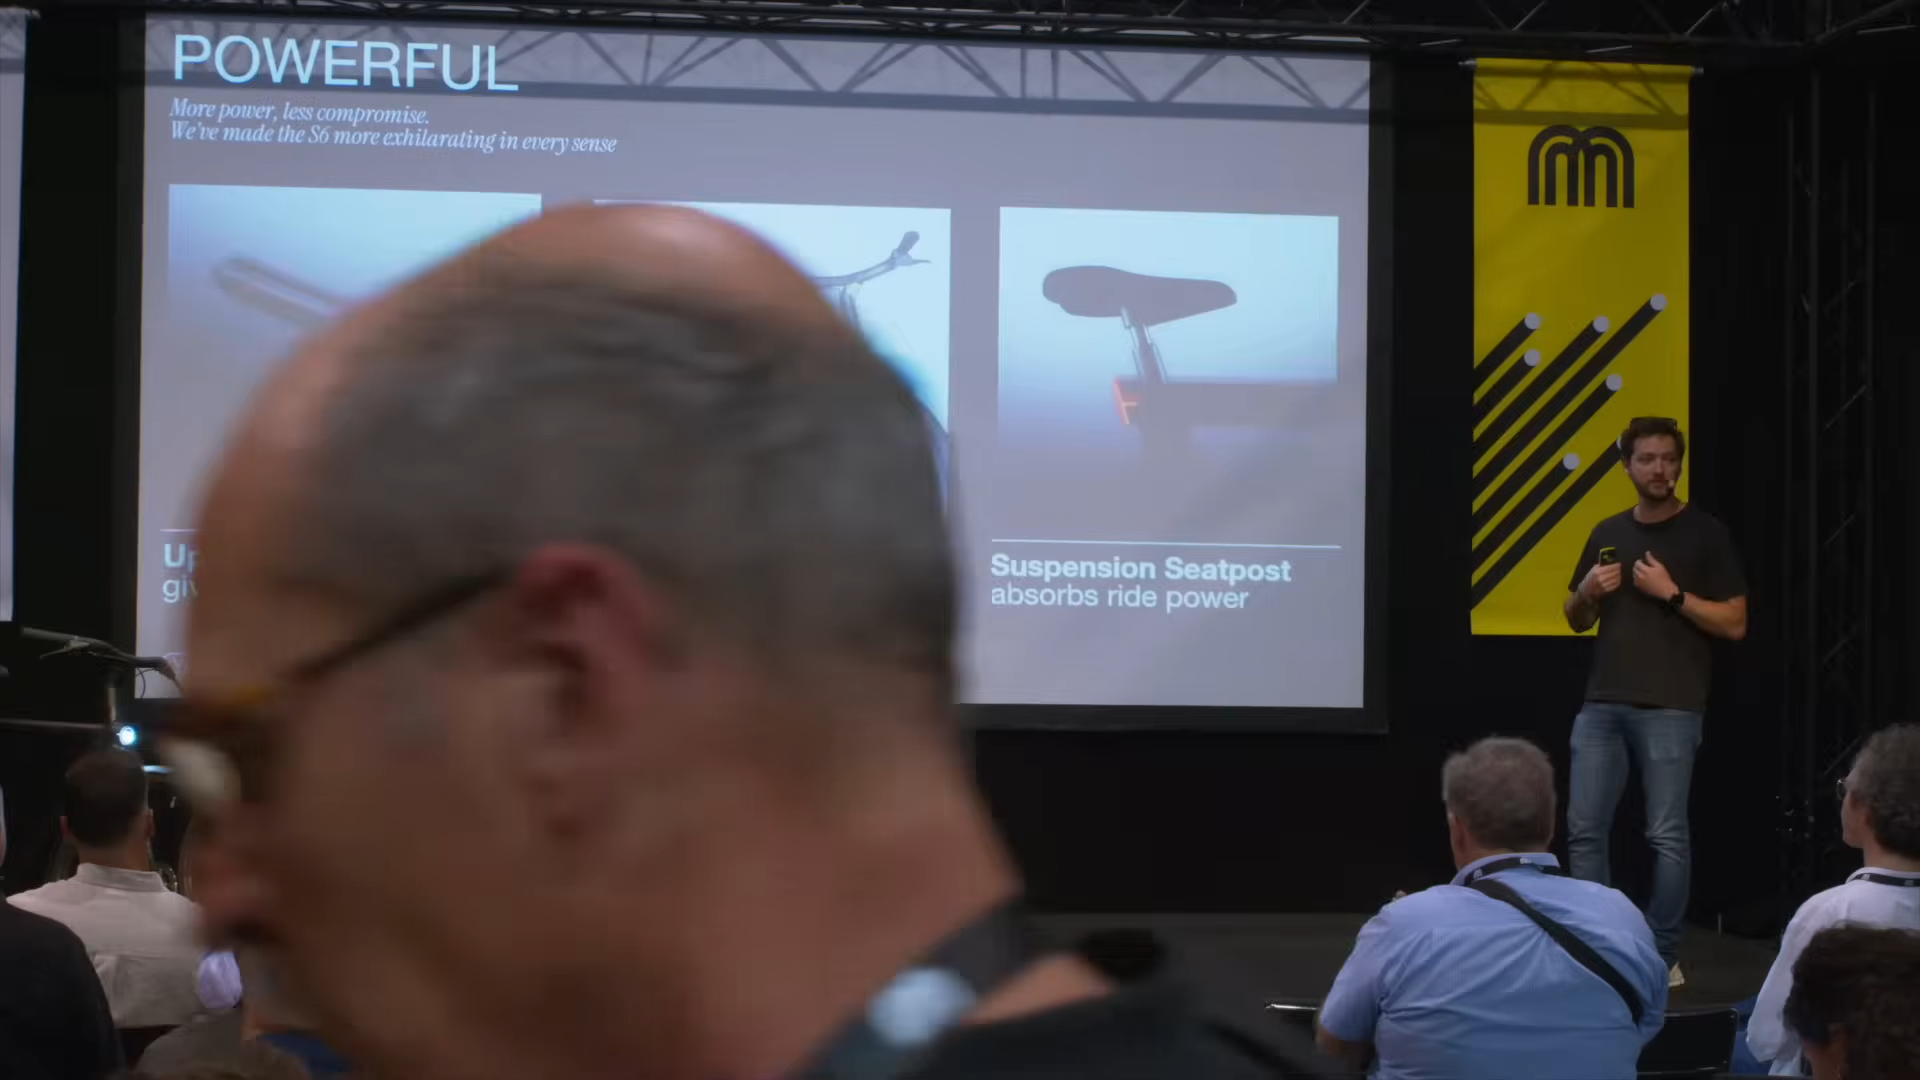 POWERFUL
More power, less compromise.
We've made the S6 more exhilarating in every sense
Suspension Seatpost
absorbs ride power